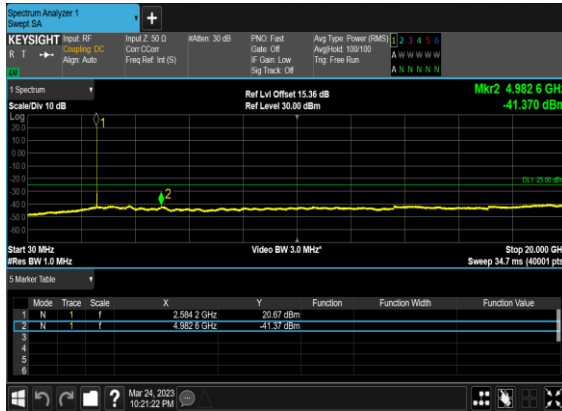 Spectrum Analyzer 1
Swept SA
+
KEYSIGHT Input: RF Input Z: 50 Ω #Atten: 30 dB PNO: Fast Avg Type: Power (RMS) 1 2 3 4 5 6
R T Coupling: DC Corr CCorr Gate: Off Avg|Hold: 100/100 A W W W W W
Align: Auto Freq Ref: Int (S) IF Gain: Low Trig: Free Run
LXI Sig Track: Off A N N N N N
1 Spectrum Ref Lvl Offset 15.36 dB Mkr2 4.982 6 GHz
Scale/Div 10 dB Ref Level 30.00 dBm -41.370 dBm
Log
1
20.0
10.0
0.00
-10.0
-20.0
DL1 -25.00 dBm
-30.0
2
-40.0
-50.0
-60.0
Start 30 MHz Video BW 3.0 MHz* Stop 20.000 GHz
#Res BW 1.0 MHz Sweep 34.7 ms (40001 pts)
5 Marker Table
Mode Trace Scale X Y Function Function Width Function Value
1 N 1 f 2.584 2 GHz 20.67 dBm
2 N 1 f 4.982 6 GHz -41.37 dBm
3
4
5
6
? Mar 24, 2023
10:21:22 PM